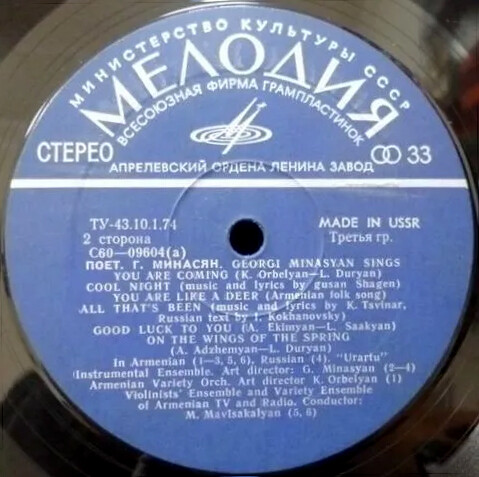 МИНИСТЕРСТВО КУЛЬТУРЫ СССР
МЕЛОДИЯ
ВСЕСОЮЗНАЯ ФИРМА ГРАМПЛАСТИНОК
СТЕРЕО 33
АПРЕЛЕВСКИЙ ОРДЕНА ЛЕНИНА ЗАВОД
ТУ-43.10.1.74 MADE IN USSR
2 сторона Третья гр.
С60—09604(а)
ПОЕТ. Г. МИНАСЯН. GEORGI MINASYAN SINGS
YOU ARE COMING (K. Orbelyan—L. Duryan)
COOL NIGHT (music and lyrics by gusan Shagen)
YOU ARE LIKE A DEER (Armenian folk song)
ALL THAT'S BEEN (music and lyrics by K. Tsvinar,
Russian text by I. Kokhanovsky)
GOOD LUCK TO YOU (A. Ekimyan—L. Saakyan)
ON THE WINGS OF THE SPRING
(A. Adzhemyan—L. Duryan)
In Armenian (1—3, 5, 6). Russian (4). "Urartu"
Instrumental Ensemble. Art director: G. Minasyan (2—4)
Armenian Variety Orch. Art director K. Orbelyan (1)
Violinists' Ensemble and Variety Ensemble
of Armenian TV and Radio. Conductor:
M. Mavisakalyan (5, 6)